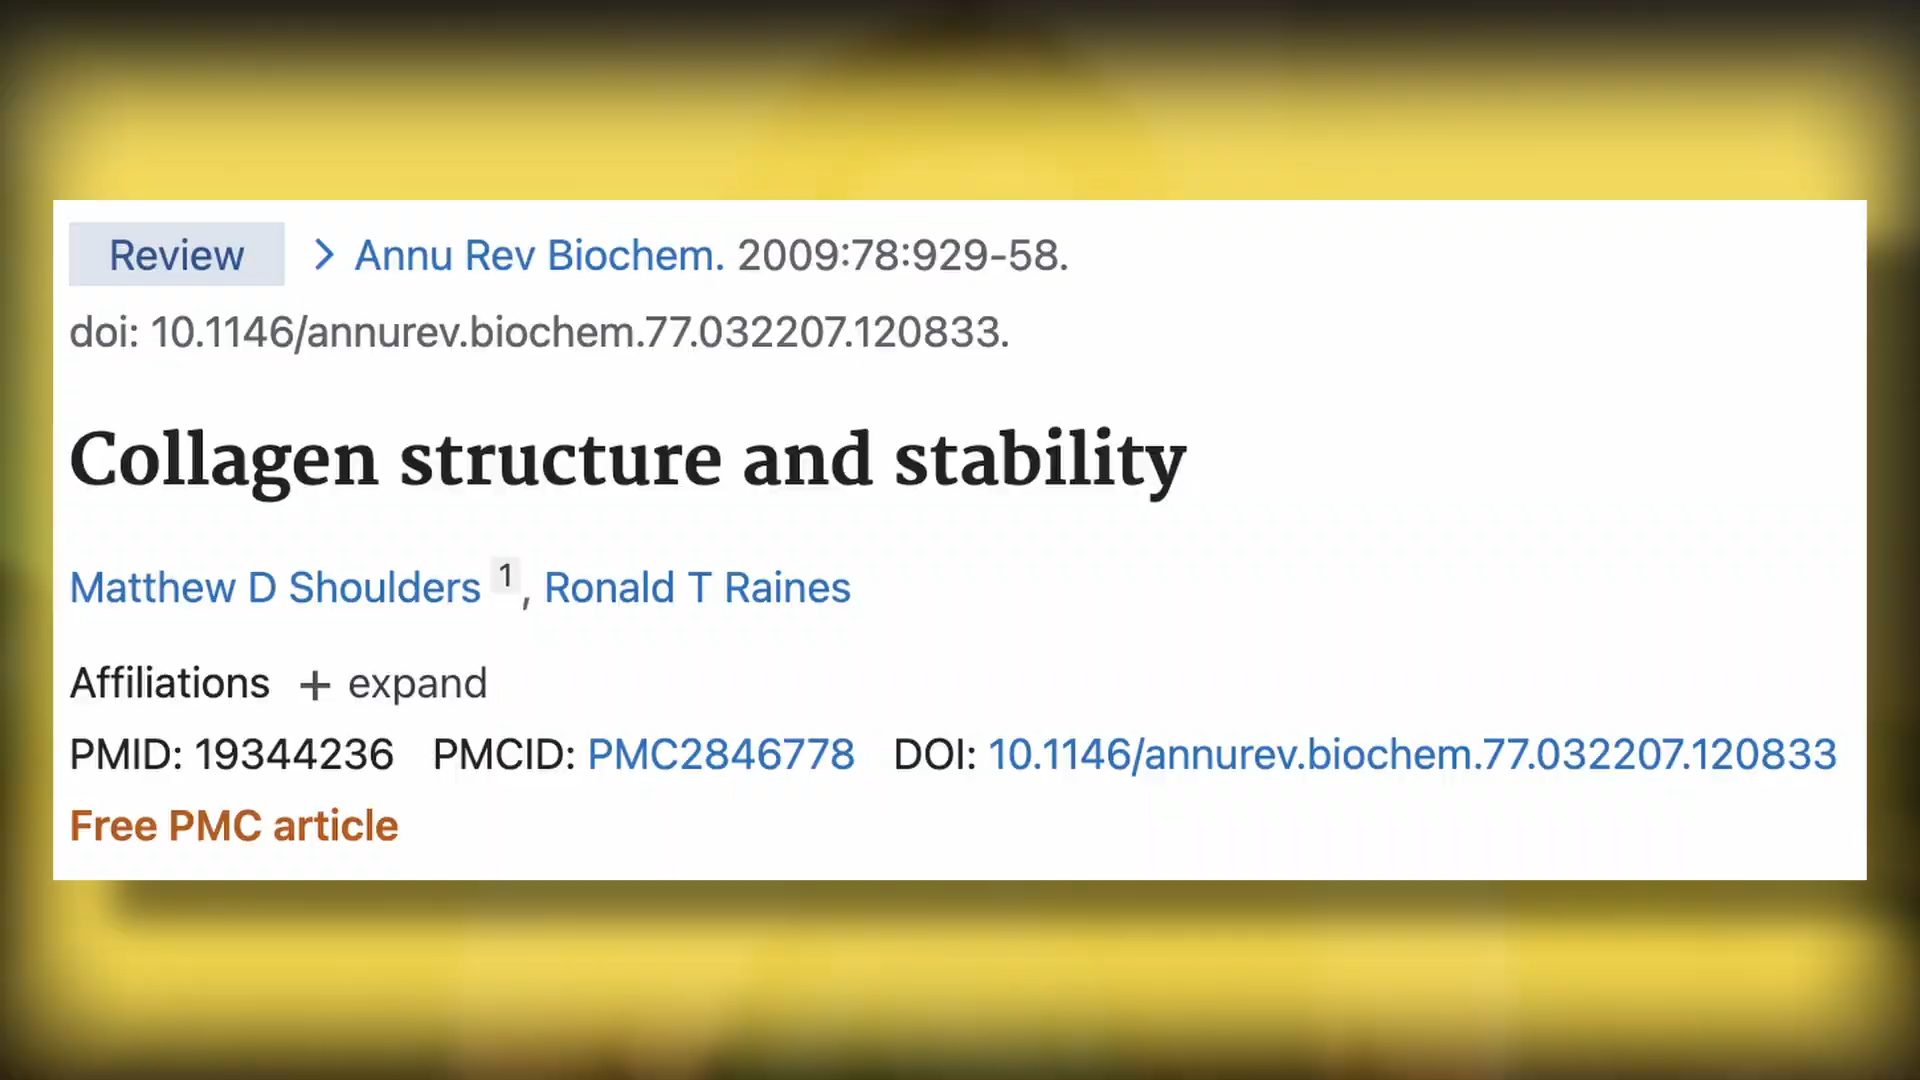 Review > Annu Rev Biochem. 2009:78:929-58.
doi: 10.1146/annurev.biochem.77.032207.120833.
Collagen structure and stability
Matthew D Shoulders 1, Ronald T Raines
Affiliations + expand
PMID: 19344236 PMCID: PMC2846778 DOI: 10.1146/annurev.biochem.77.032207.120833
Free PMC article